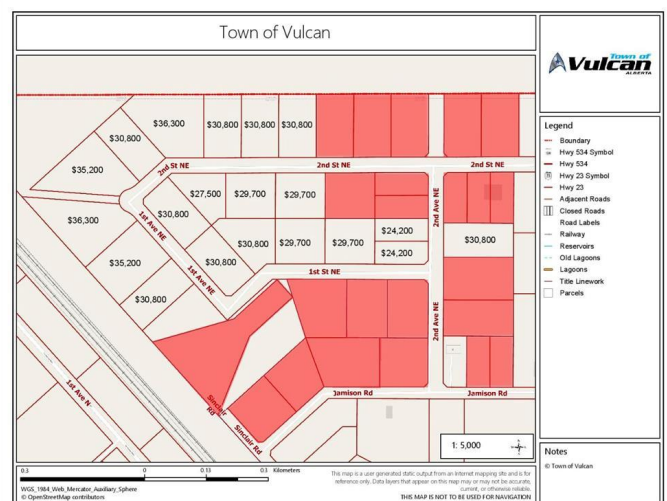 Town of Vulcan
Town of
Vulcan
ALBERTA
$36,300
$30,800
$30,800
$30,800
$30,800
$35,200
2nd St NE
2nd St NE
2nd St NE
$27,500
$29,700
$29,700
$36,300
$30,800
1st Ave NE
2nd Ave NE
$24,200
$30,800
$29,700
$29,700
$24,200
$30,800
$35,200
$30,800
1st Ave NE
1st St NE
$30,800
2nd Ave NE
1st Ave N
Sinclair Rd
Jamison Rd
Jamison Rd
Sinclair Rd
1: 5,000
Legend
Boundary
Hwy 534 Symbol
Hwy 534
Hwy 23 Symbol
Hwy 23
Adjacent Roads
Closed Roads
Road Labels
Railway
Reservoirs
Old Lagoons
Lagoons
Title Linework
Parcels
Notes
© Town of Vulcan
0.3 0 0.13 0.3 Kilometers
WGS_1984_Web_Mercator_Auxiliary_Sphere
© OpenStreetMap contributors
This map is a user generated static output from an Internet mapping site and is for
reference only. Data layers that appear on this map may or may not be accurate,
current, or otherwise reliable.
THIS MAP IS NOT TO BE USED FOR NAVIGATION